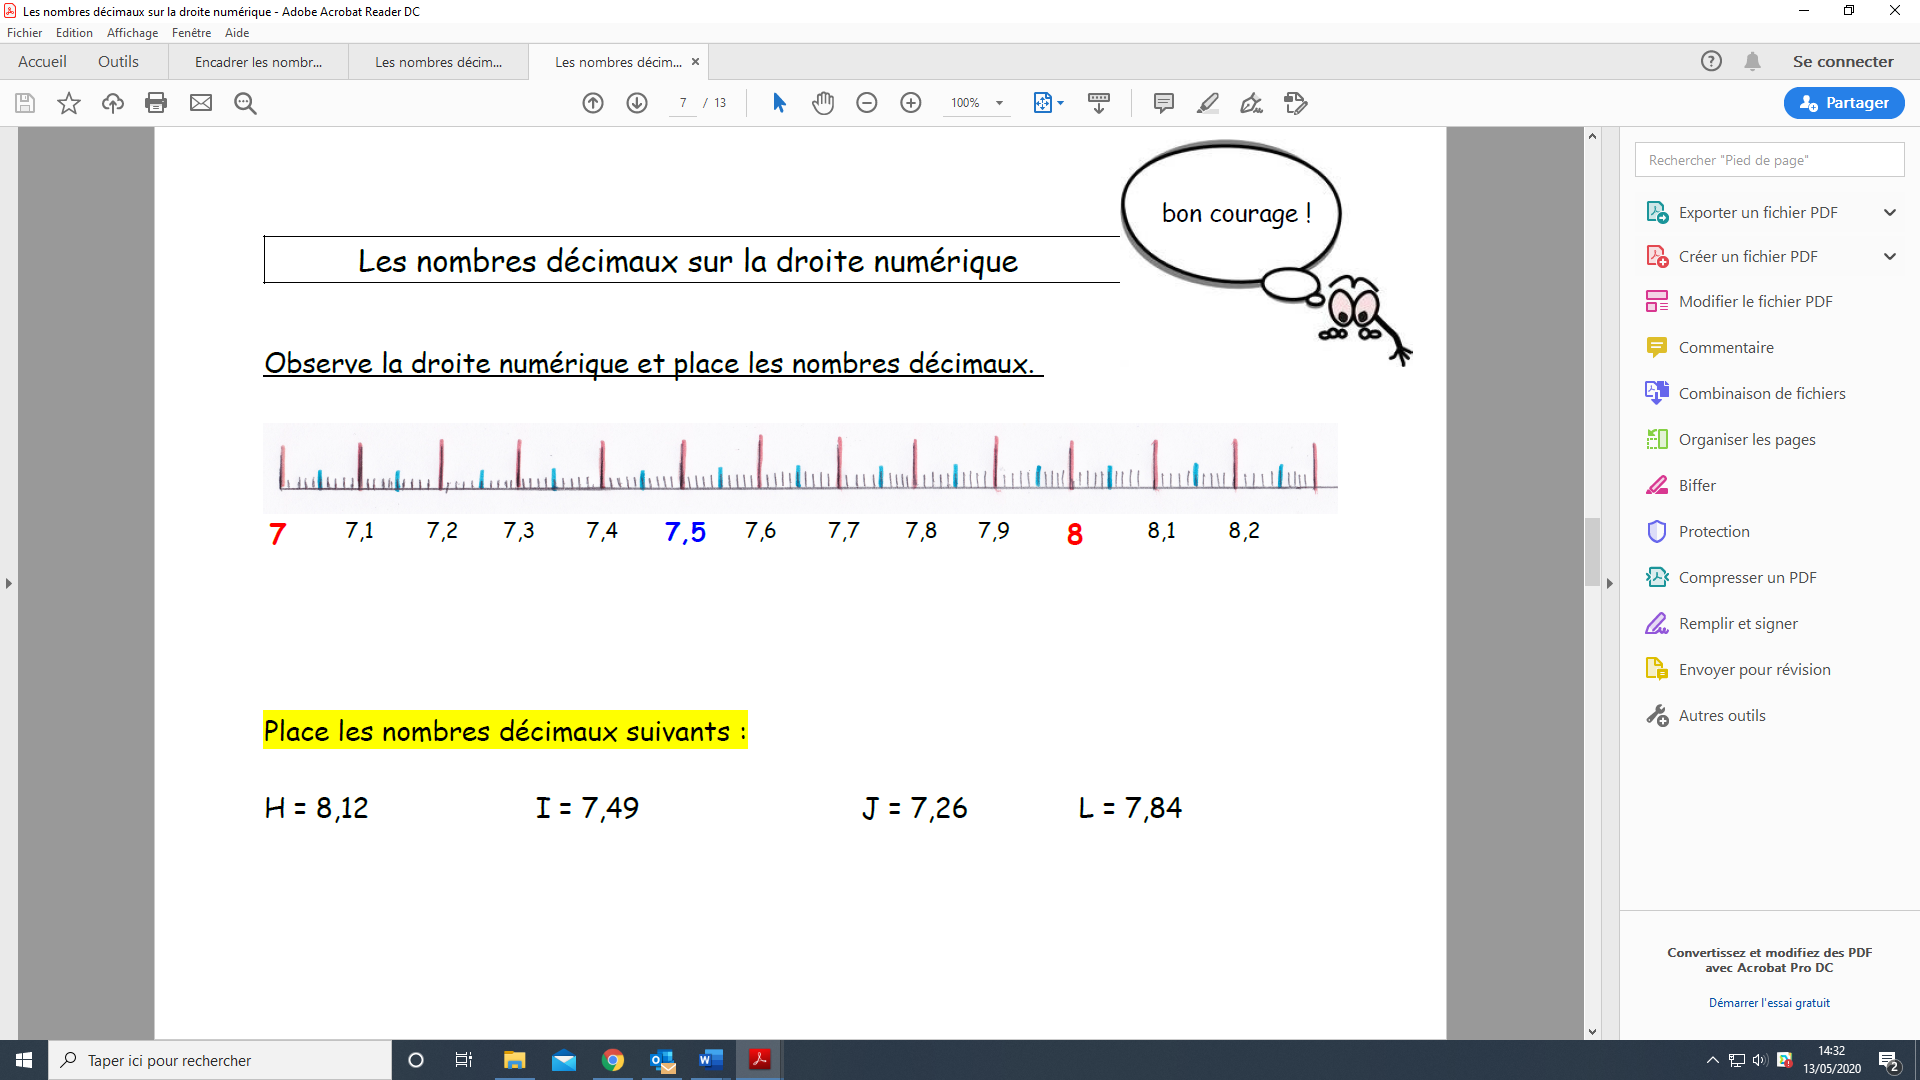 Les nombres décimaux sur la droite numérique - Adobe Acrobat Reader DC
Fichier Edition Affichage Fenêtre Aide
Accueil Outils Encadrer les nombr... Les nombres décim... Les nombres décim... ×
Se connecter
7 / 13 100% Partager
bon courage !
Les nombres décimaux sur la droite numérique
Observe la droite numérique et place les nombres décimaux.
7 7,1 7,2 7,3 7,4 7,5 7,6 7,7 7,8 7,9 8 8,1 8,2
Place les nombres décimaux suivants :
H = 8,12 I = 7,49 J = 7,26 L = 7,84
Rechercher "Pied de page"
Exporter un fichier PDF
Créer un fichier PDF
Modifier le fichier PDF
Commentaire
Combinaison de fichiers
Organiser les pages
Biffer
Protection
Compresser un PDF
Remplir et signer
Envoyer pour révision
Autres outils
Convertissez et modifiez des PDF
avec Acrobat Pro DC
Démarrer l'essai gratuit
Taper ici pour rechercher
14:32
13/05/2020
2